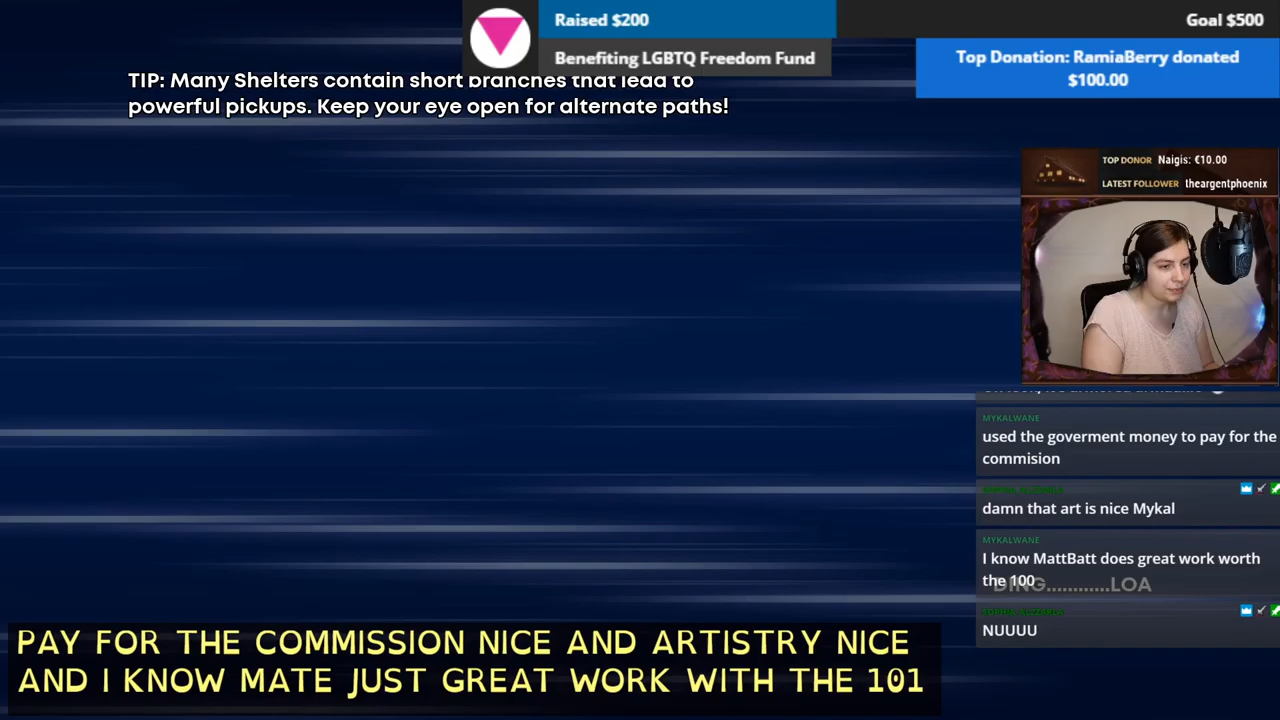 Raised $200
Goal $500
Benefiting LGBTQ Freedom Fund
Top Donation: RamiaBerry donated
$100.00
TIP: Many Shelters contain short branches that lead to
powerful pickups. Keep your eye open for alternate paths!
TOP DONOR Naigis: €10.00
LATEST FOLLOWER theargentphoenix
MYKALWANE
used the goverment money to pay for the
commision
damn that art is nice Mykal
MYKALWANE
I know MattBatt does great work worth
the 100
DING............LOA
NUUUU
PAY FOR THE COMMISSION NICE AND ARTISTRY NICE
AND I KNOW MATE JUST GREAT WORK WITH THE 101